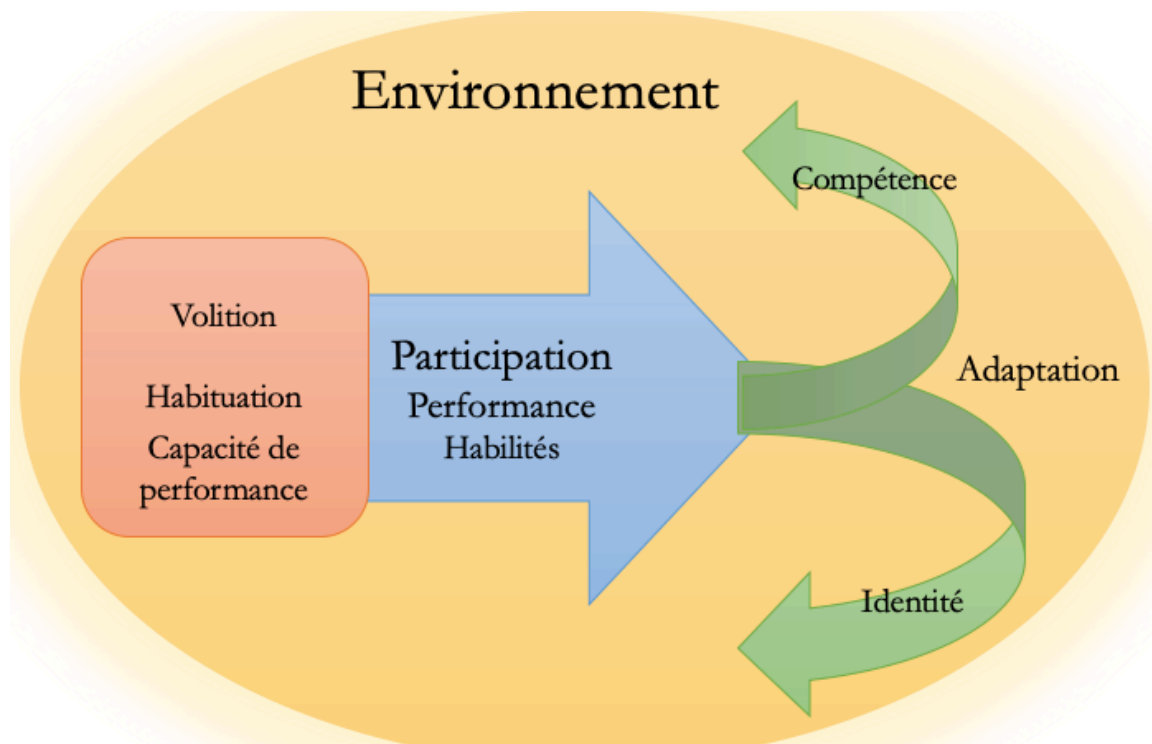 Environnement
Compétence
Volition
Habituation
Capacité de
performance
Participation
Performance
Habilités
Adaptation
Identité